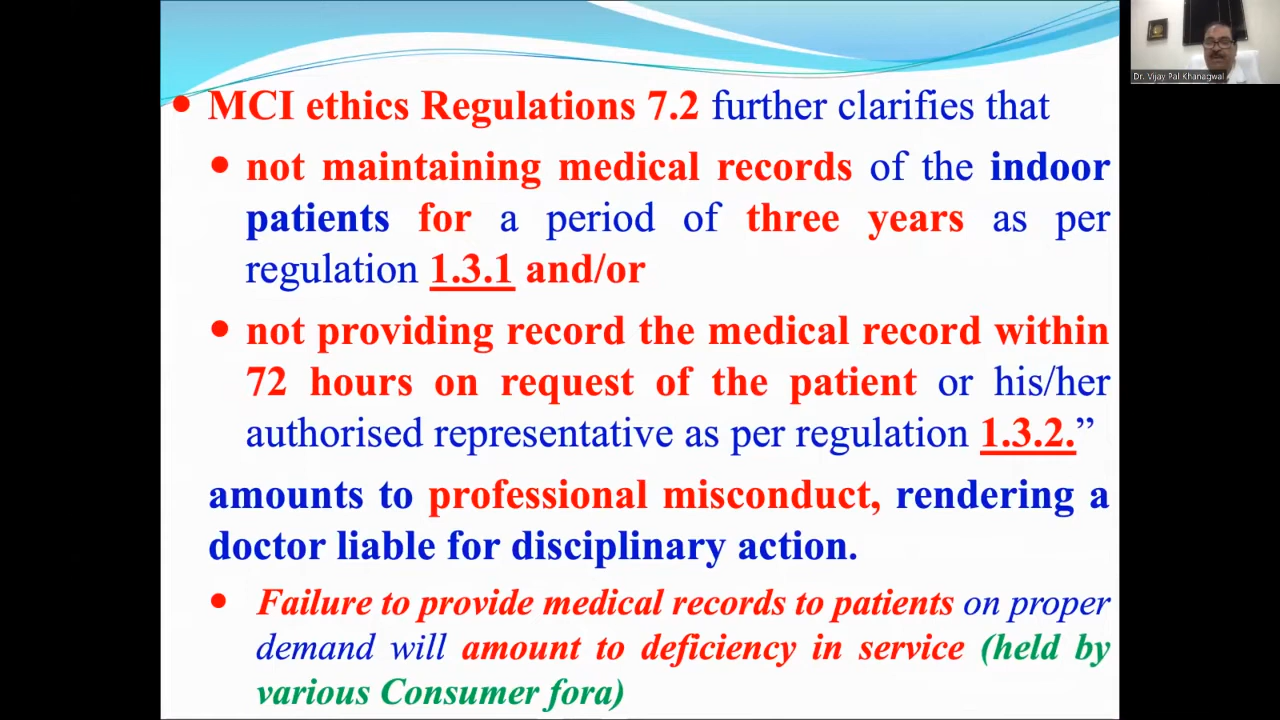 Dr. Vijay Pal Khanagwal
• MCI ethics Regulations 7.2 further clarifies that
• not maintaining medical records of the indoor
patients for a period of three years as per
regulation 1.3.1 and/or
• not providing record the medical record within
72 hours on request of the patient or his/her
authorised representative as per regulation 1.3.2.”
amounts to professional misconduct, rendering a
doctor liable for disciplinary action.
• Failure to provide medical records to patients on proper
demand will amount to deficiency in service (held by
various Consumer fora)